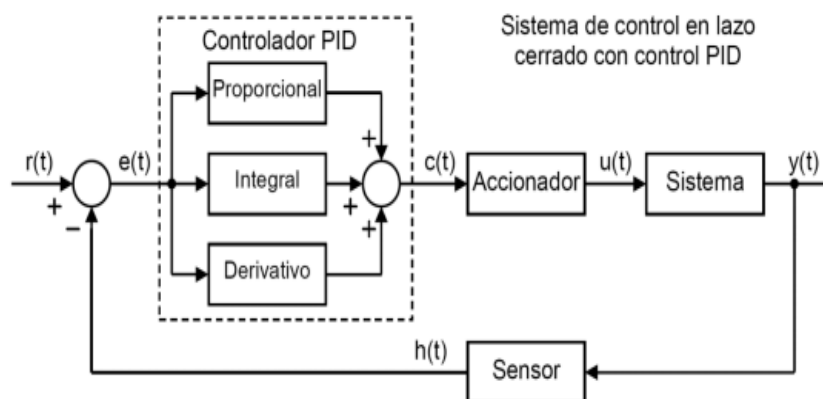 Sistema de control en lazo
cerrado con control PID
Controlador PID
Proporcional
+
r(t)
e(t)
Integral
c(t)
Accionador
u(t)
Sistema
y(t)
+
+
−
+
Derivativo
h(t)
Sensor